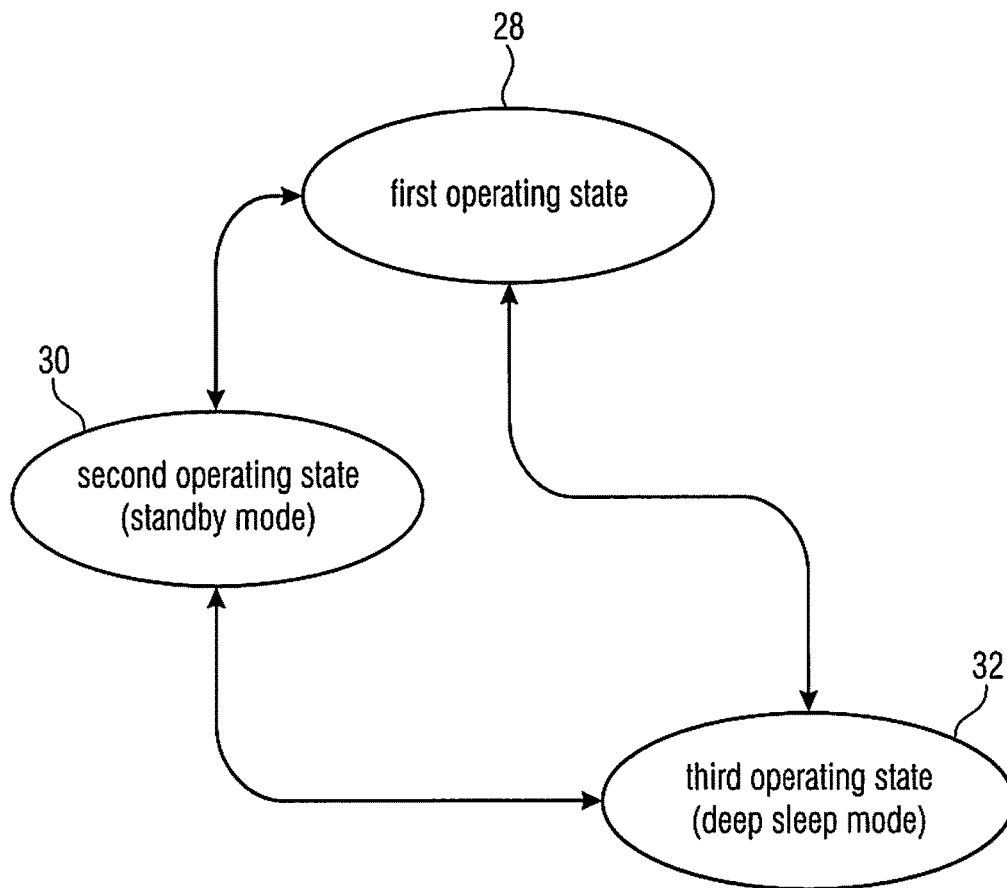 28
first operating state
30
second operating state
(standby mode)
32
third operating state
(deep sleep mode)